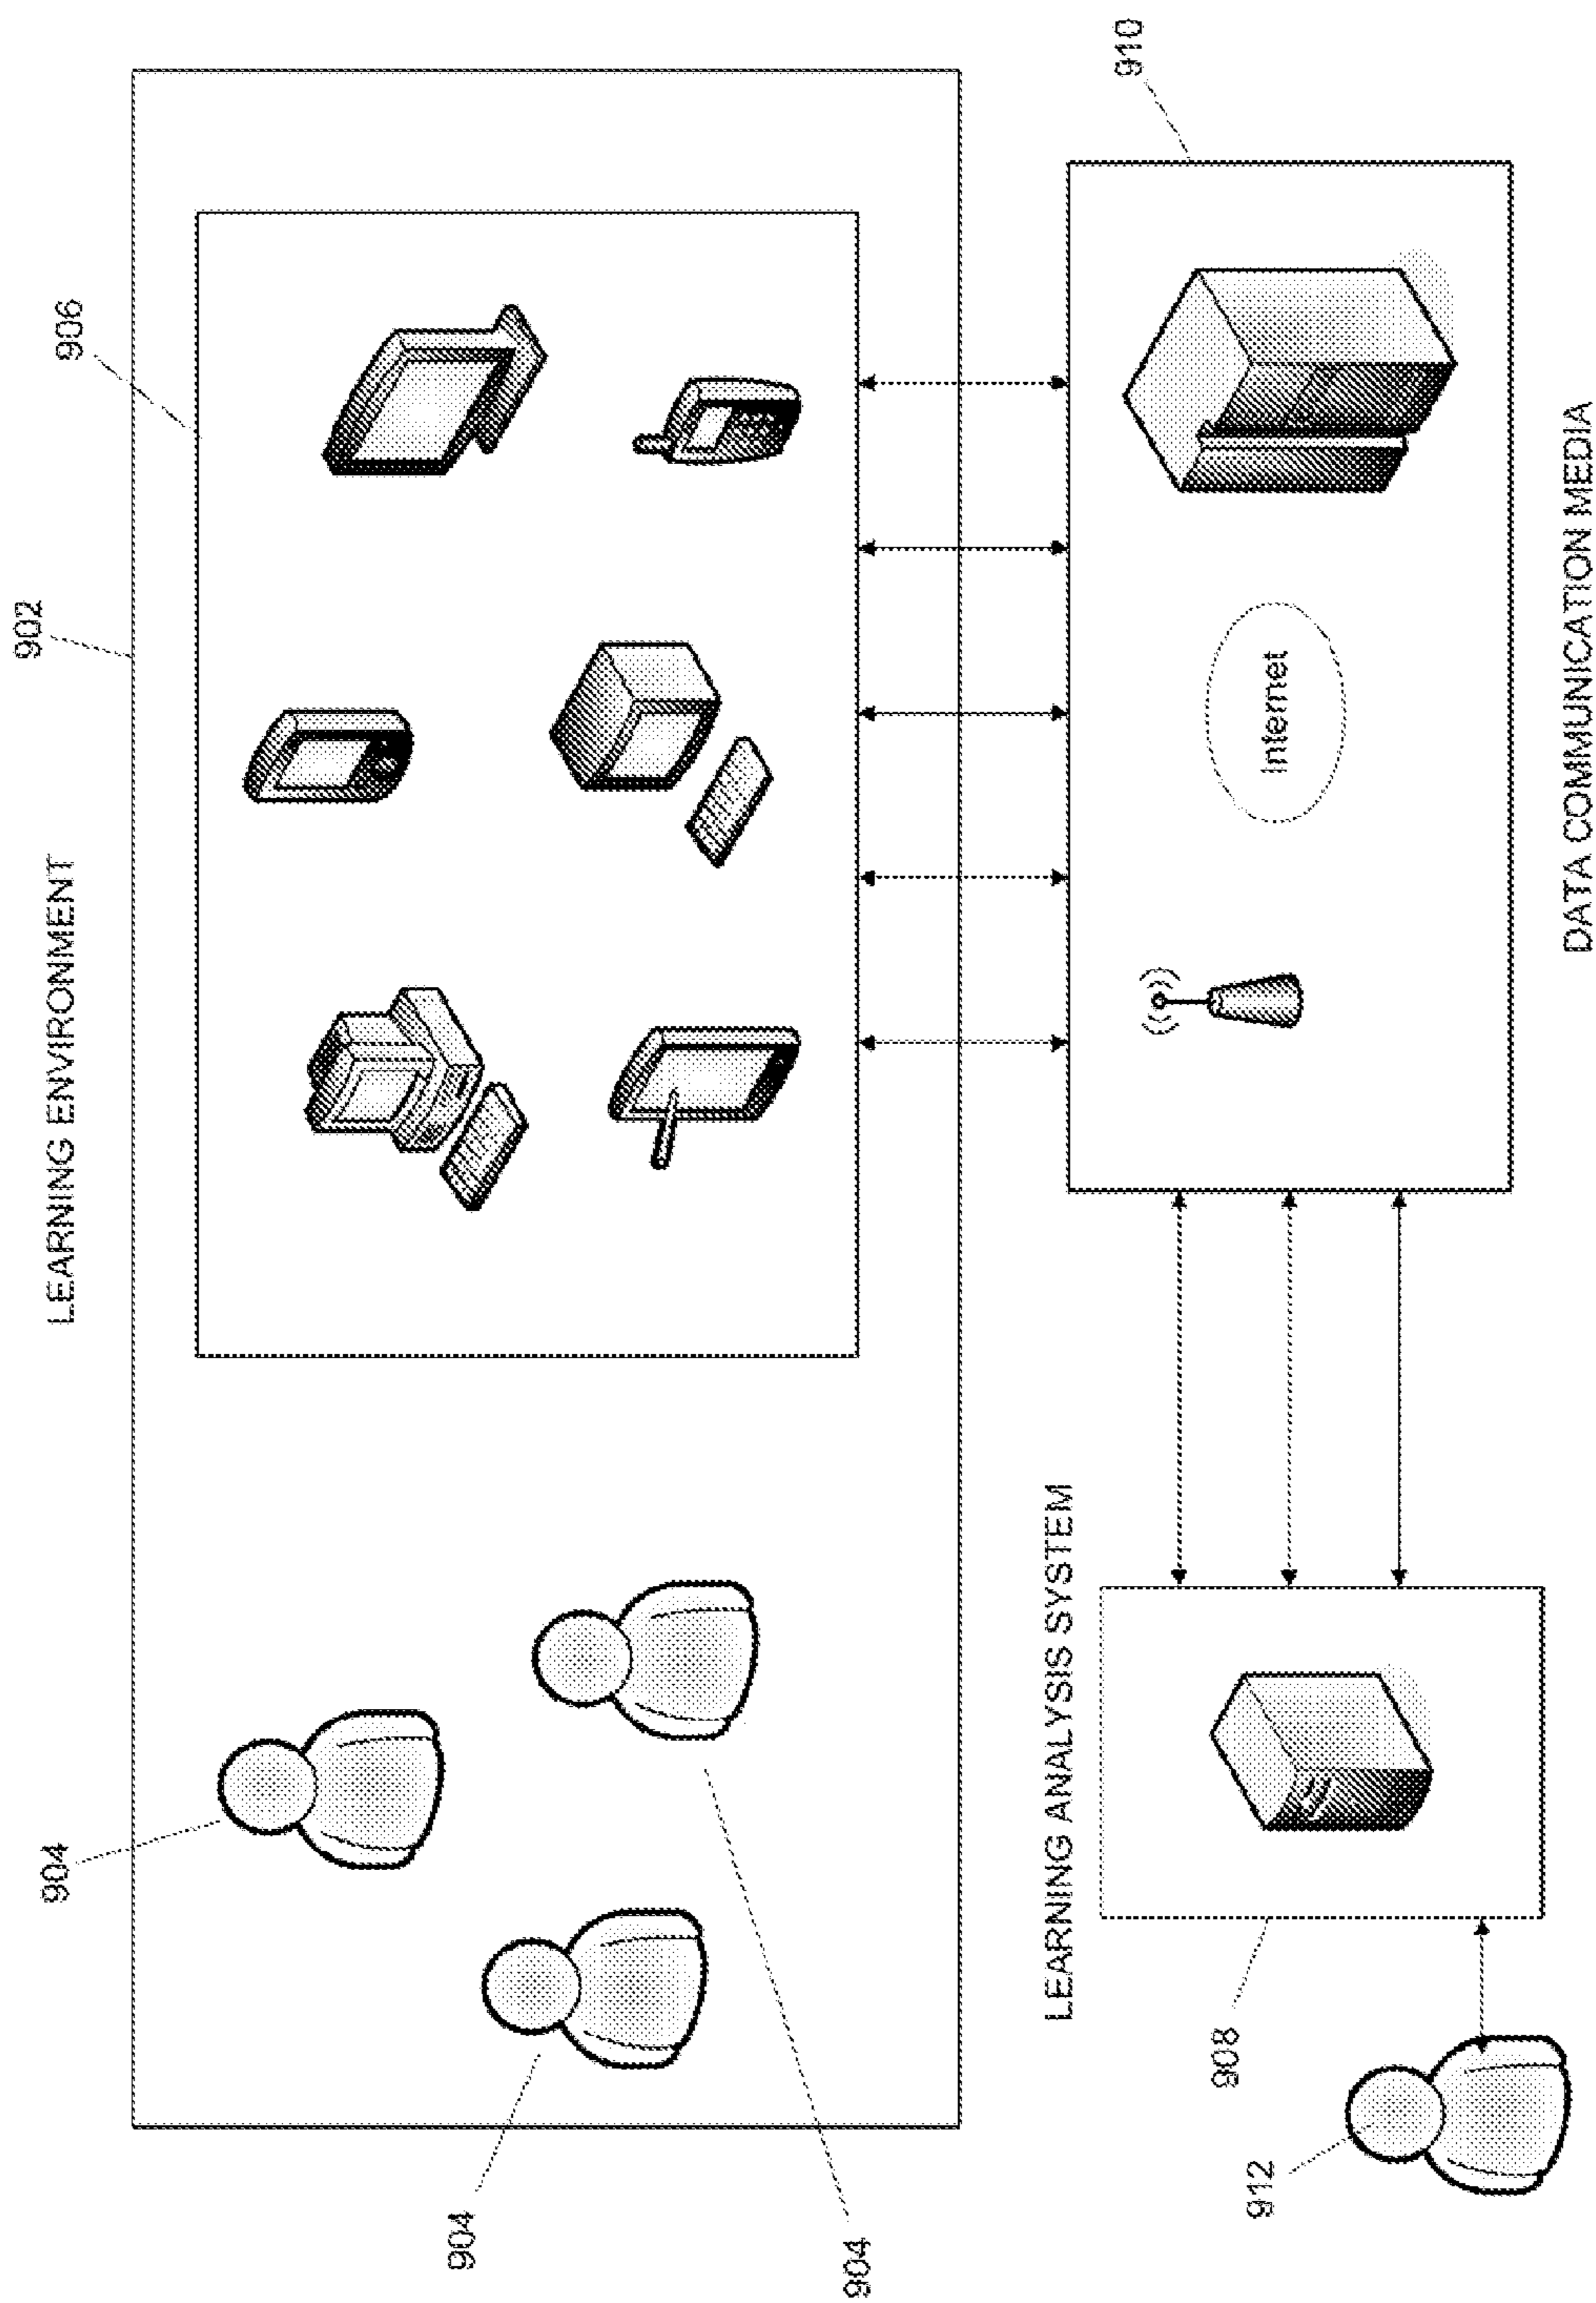 LEARNING ENVIRONMENT
902
906
904
904
904
LEARNING ANALYSIS SYSTEM
908
912
910
Internet
DATA COMMUNICATION MEDIA